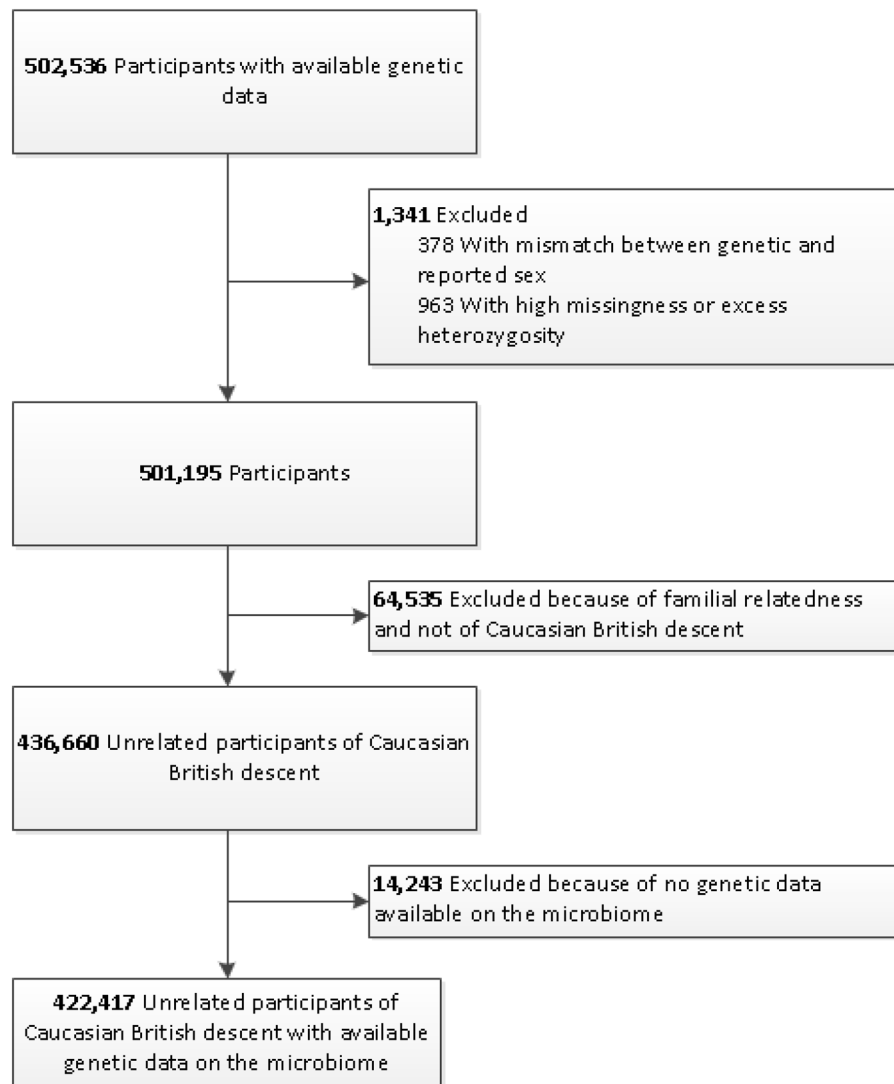 502,536 Participants with available genetic
data
1,341 Excluded
378 With mismatch between genetic and
reported sex
963 With high missingness or excess
heterozygosity
501,195 Participants
64,535 Excluded because of familial relatedness
and not of Caucasian British descent
436,660 Unrelated participants of Caucasian
British descent
14,243 Excluded because of no genetic data
available on the microbiome
422,417 Unrelated participants of
Caucasian British descent with available
genetic data on the microbiome